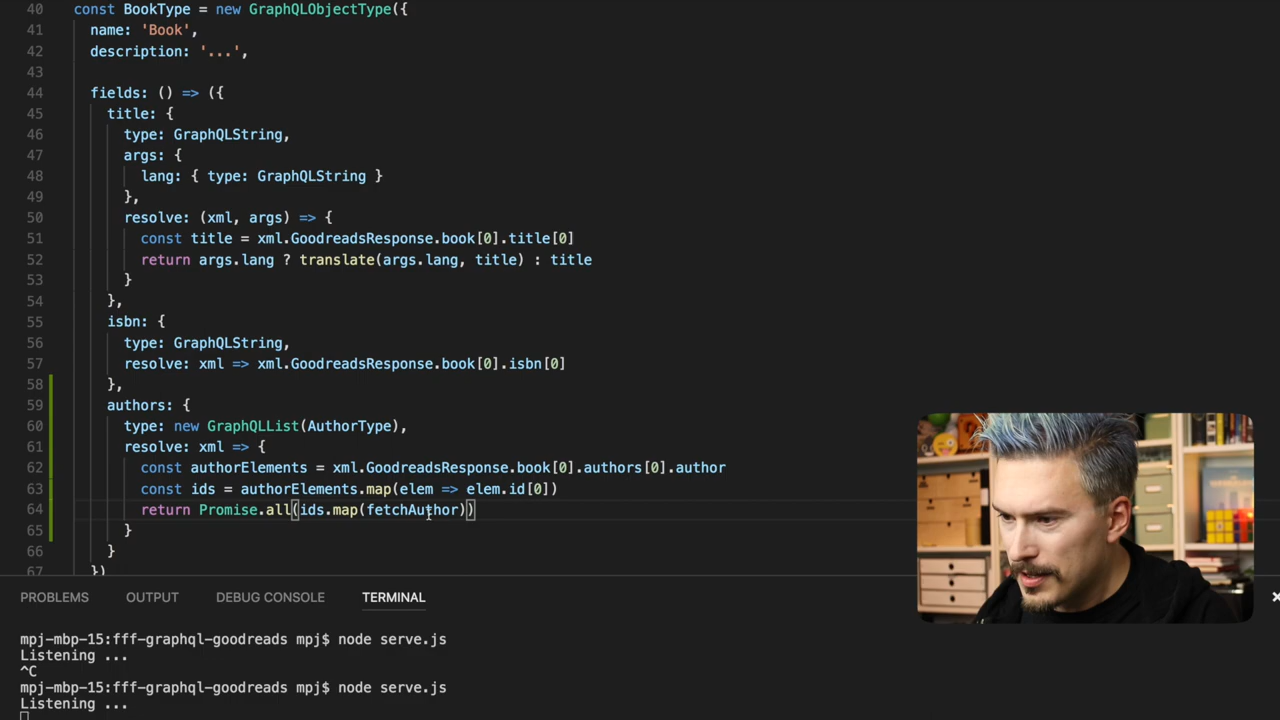 40 const BookType = new GraphQLObjectType({
41 name: 'Book',
42 description: '...',
43
44 fields: () => ({
45 title: {
46 type: GraphQLString,
47 args: {
48 lang: { type: GraphQLString }
49 },
50 resolve: (xml, args) => {
51 const title = xml.GoodreadsResponse.book[0].title[0]
52 return args.lang ? translate(args.lang, title) : title
53 }
54 },
55 isbn: {
56 type: GraphQLString,
57 resolve: xml => xml.GoodreadsResponse.book[0].isbn[0]
58 },
59 authors: {
60 type: new GraphQLList(AuthorType),
61 resolve: xml => {
62 const authorElements = xml.GoodreadsResponse.book[0].authors[0].author
63 const ids = authorElements.map(elem => elem.id[0])
64 return Promise.all(ids.map(fetchAuthor))
65 }
66 }
67 })
PROBLEMS OUTPUT DEBUG CONSOLE TERMINAL
mpj-mbp-15:fff-graphql-goodreads mpj$ node serve.js
Listening ...
^C
mpj-mbp-15:fff-graphql-goodreads mpj$ node serve.js
Listening ...